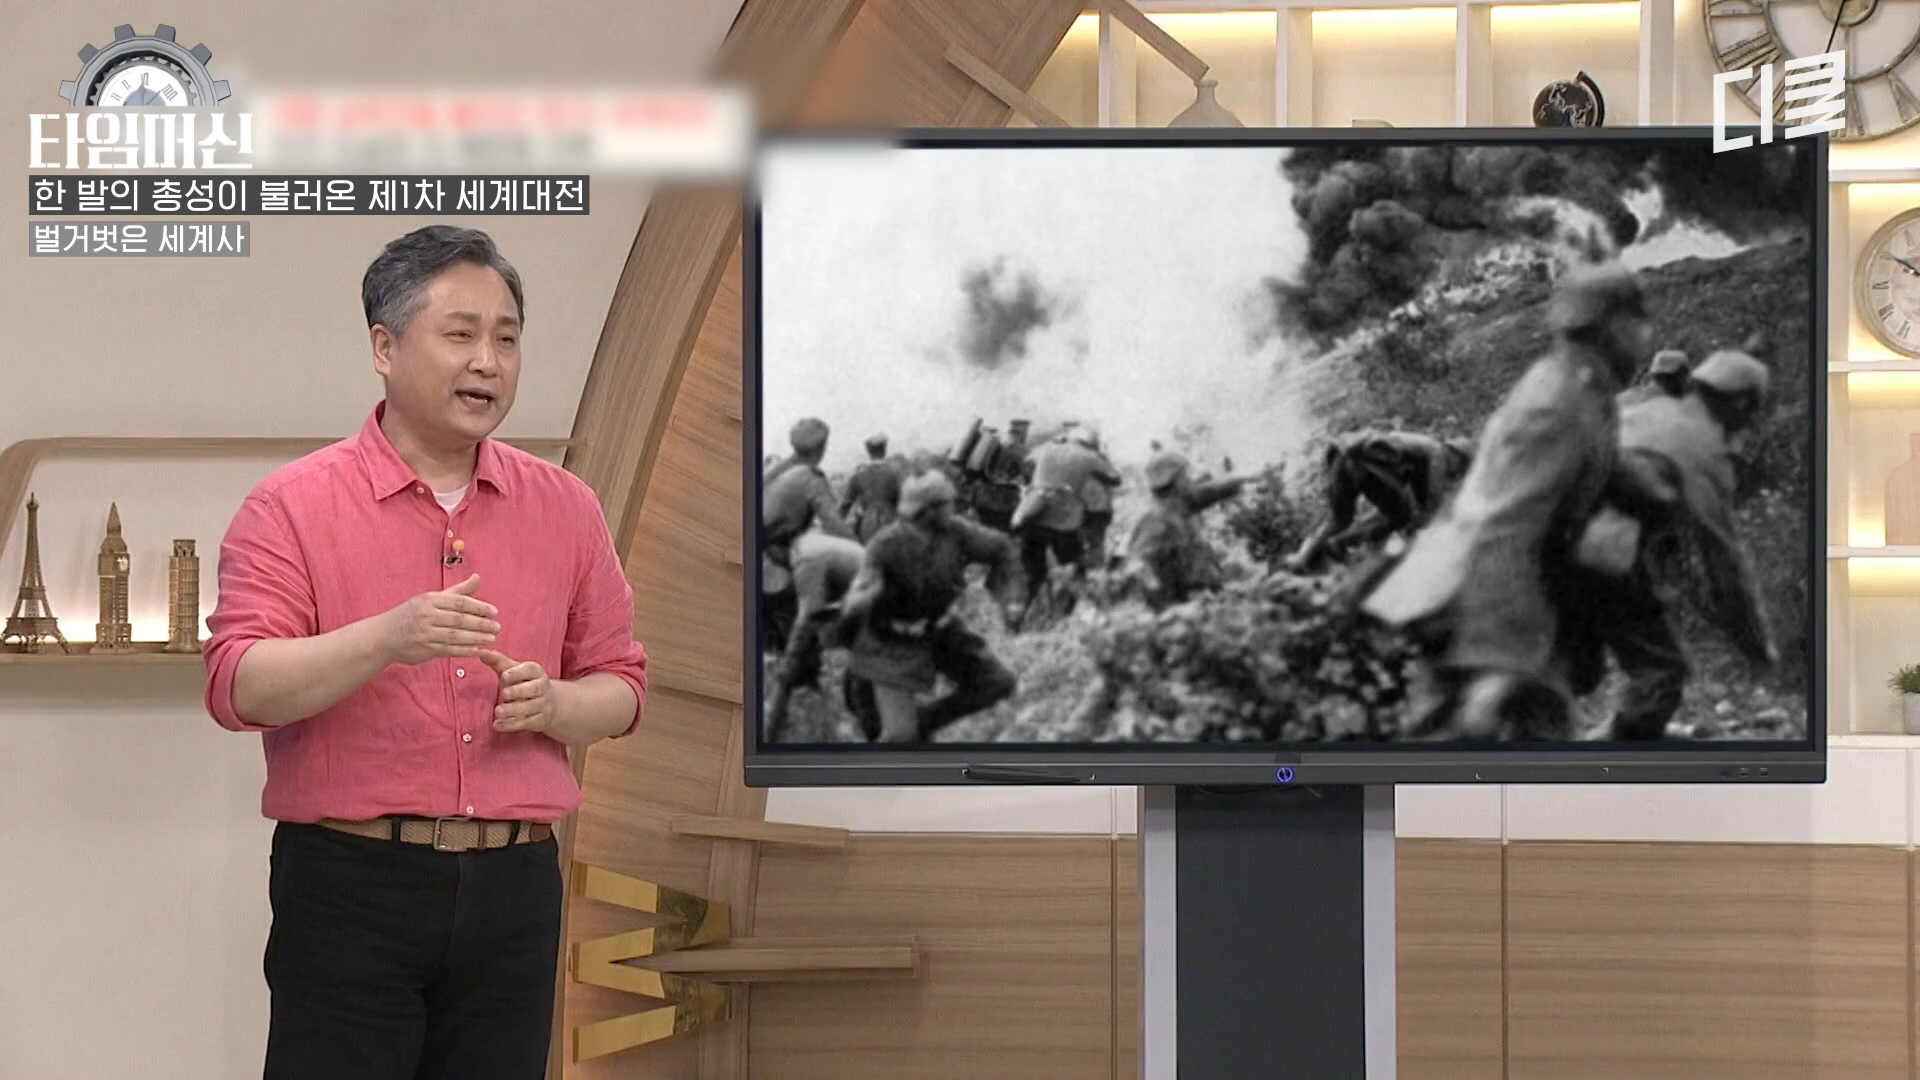 타임머신
디클
한 발의 총성이 불러온 제1차 세계대전
벌거벗은 세계사